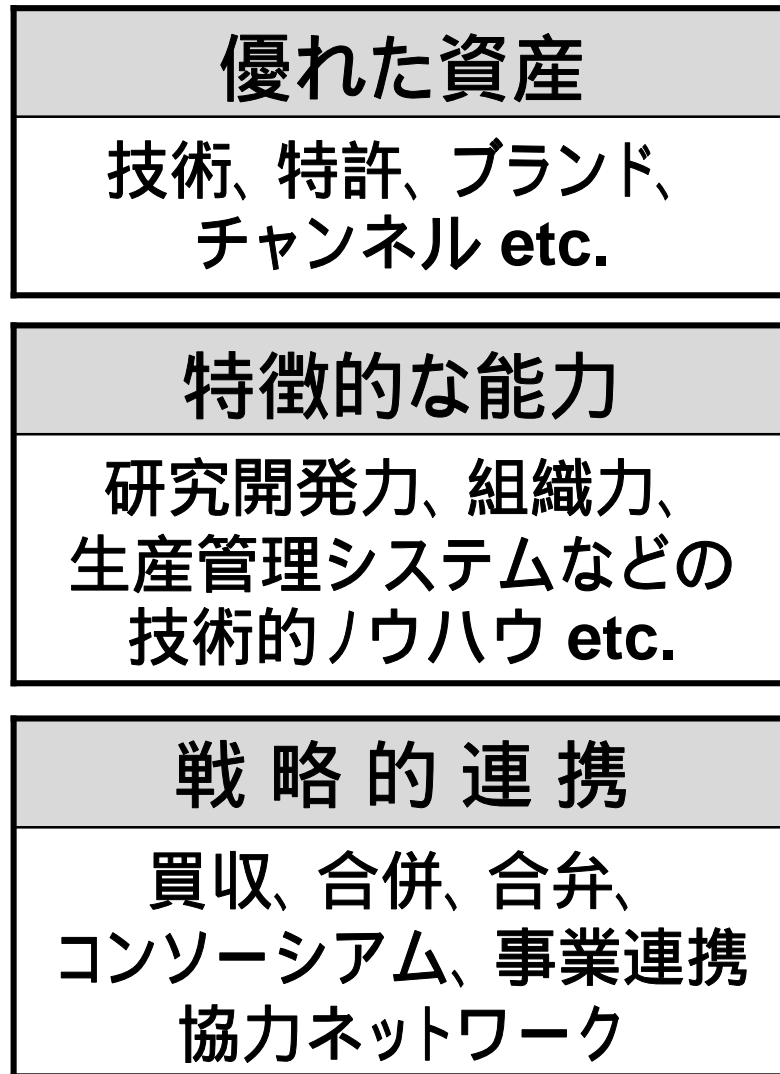 優れた資産
技術、特許、ブランド、
チャンネル etc.
特徴的な能力
研究開発力、組織力、
生産管理システムなどの
技術的ノウハウ etc.
戦略的連携
買収、合併、合弁、
コンソーシアム、事業連携
協力ネットワーク